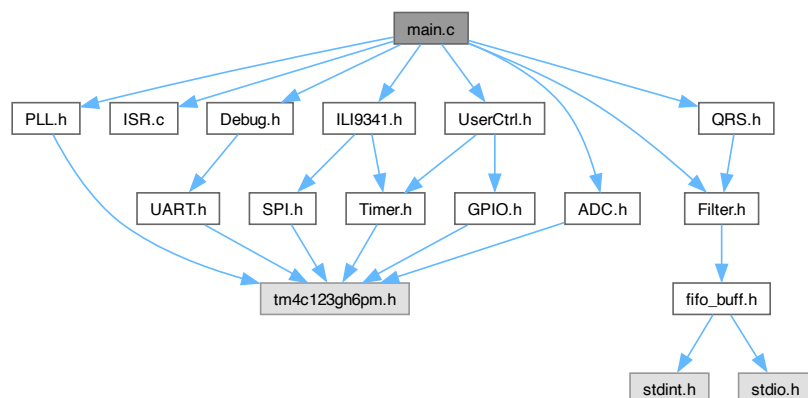 main.c
PLL.h
ISR.c
Debug.h
ILI9341.h
UserCtrl.h
QRS.h
UART.h
SPI.h
Timer.h
GPIO.h
ADC.h
Filter.h
tm4c123gh6pm.h
fifo_buff.h
stdint.h
stdio.h